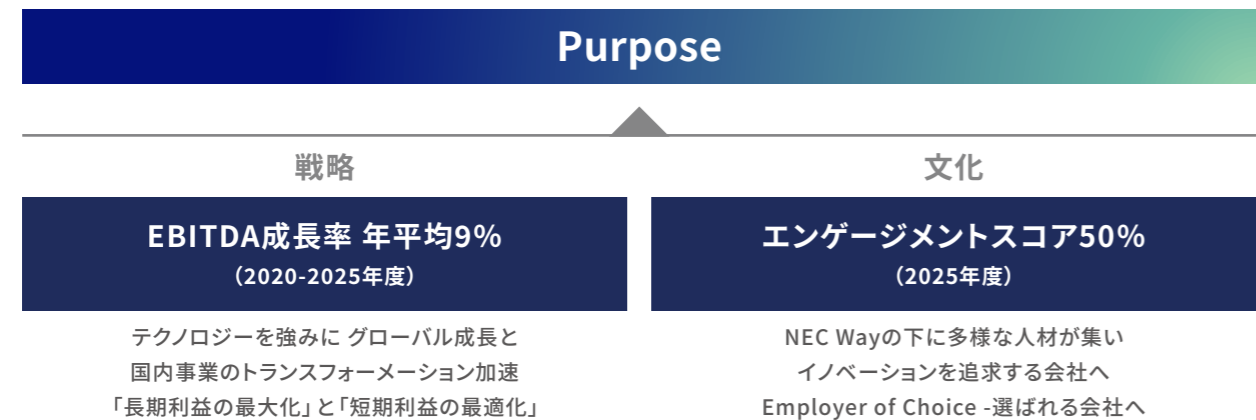 Purpose
戦略
EBITDA成長率 年平均9%
（2020-2025年度）
テクノロジーを強みに グローバル成長と
国内事業のトランスフォーメーション加速
「長期利益の最大化」と「短期利益の最適化」
文化
エンゲージメントスコア50%
（2025年度）
NEC Wayの下に多様な人材が集い
イノベーションを追求する会社へ
Employer of Choice -選ばれる会社へ